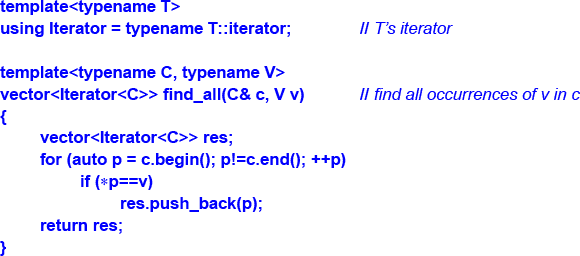 template<typename T>
using Iterator = typename T::iterator; // T’s iterator
template<typename C, typename V>
vector<Iterator<C>> find_all(C& c, V v) // find all occurrences of v in c
{
vector<Iterator<C>> res;
for (auto p = c.begin(); p!=c.end(); ++p)
if (∗p==v)
res.push_back(p);
return res;
}